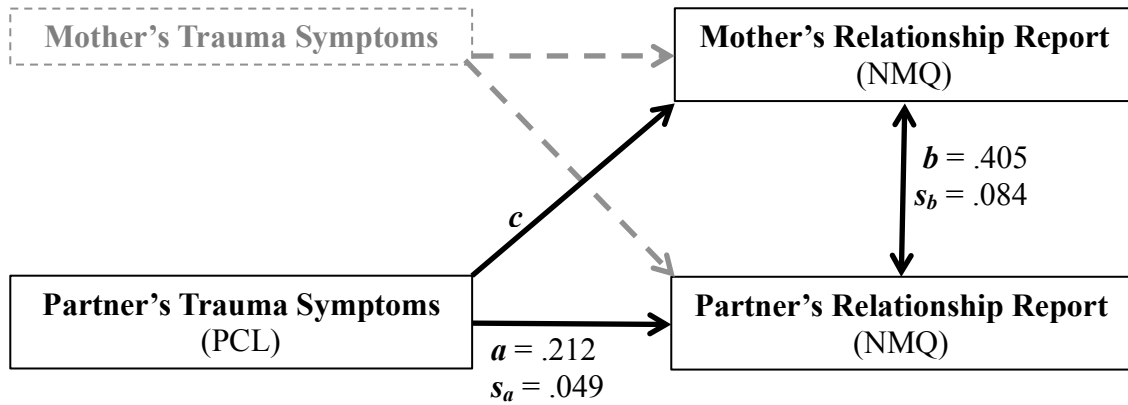 Mother’s Trauma Symptoms
Mother’s Relationship Report
(NMQ)
b = .405
s_b = .084
c
Partner’s Trauma Symptoms
(PCL)
Partner’s Relationship Report
(NMQ)
a = .212
s_a = .049